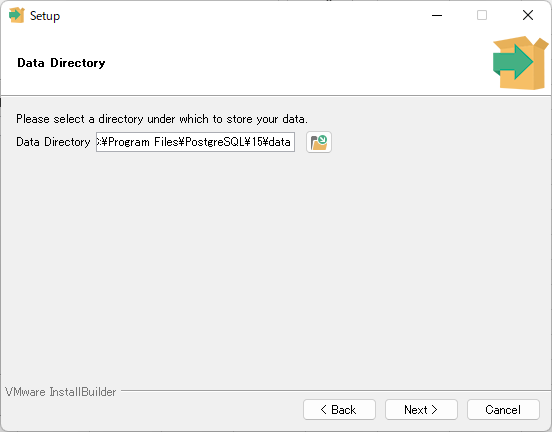 Setup
Data Directory
Please select a directory under which to store your data.
Data Directory :¥Program Files¥PostgreSQL¥15¥data
VMware InstallBuilder
< Back Next > Cancel